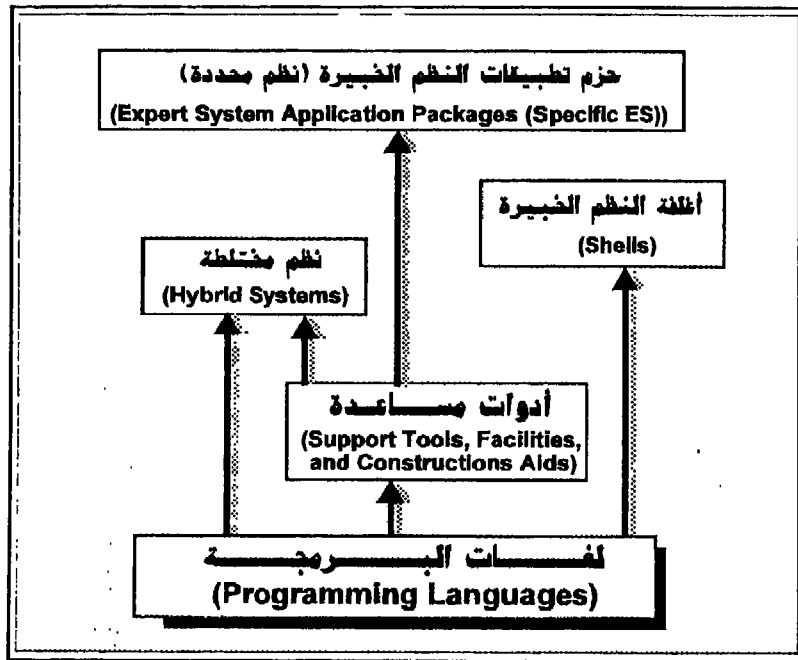 حزم تطبيقات النظم الخبيرة (نظم محددة)
(Expert System Application Packages (Specific ES))
أغلفة النظم الخبيرة
(Shells)
نظم مختلطة
(Hybrid Systems)
أدوات مساعدة
(Support Tools, Facilities,
and Constructions Aids)
لغات البرمجة
(Programming Languages)